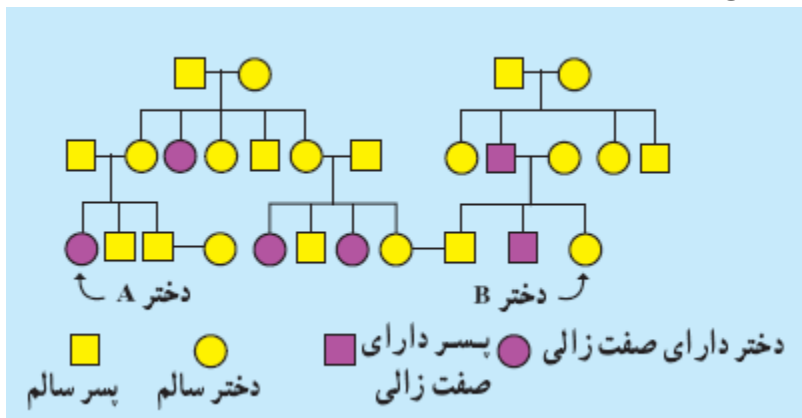 دختر A
دختر B
دختر دارای صفت زالی
پسر دارای صفت زالی
دختر سالم
پسر سالم